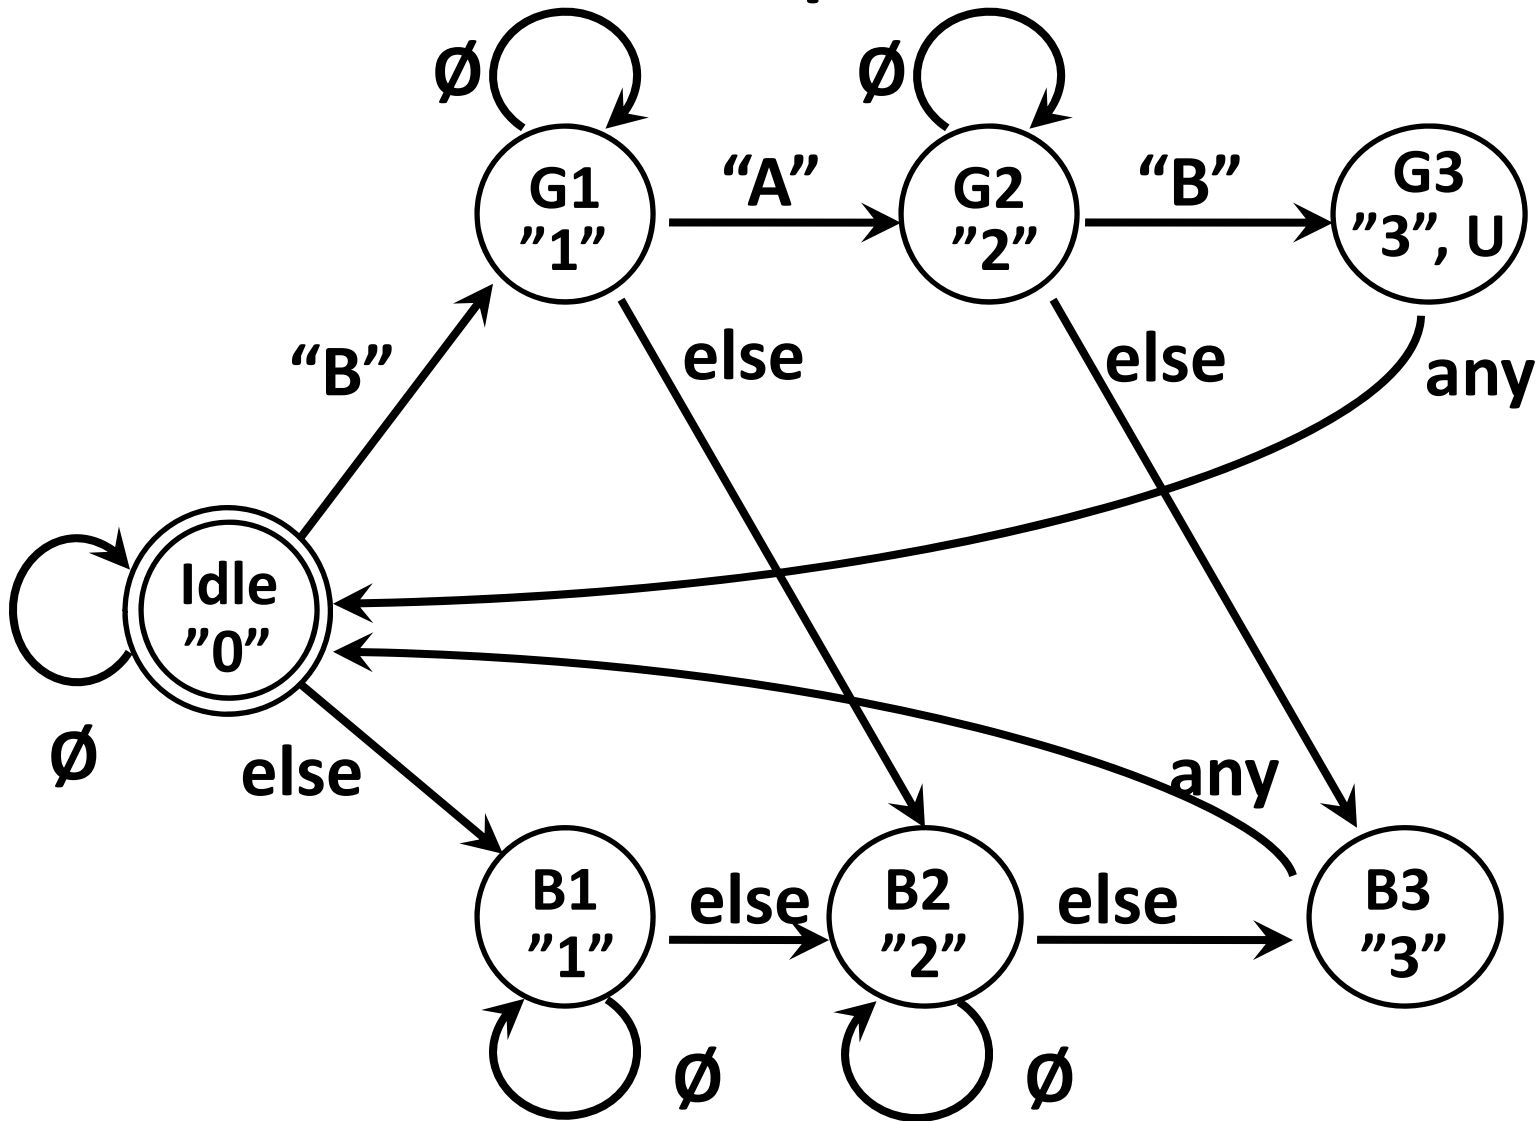 Ø
Ø
G1
”1”
“A”
G2
”2”
“B”
G3
”3”, U
“B”
else
else
any
Idle
”0”
Ø
else
any
B1
”1”
else
B2
”2”
else
B3
”3”
Ø
Ø